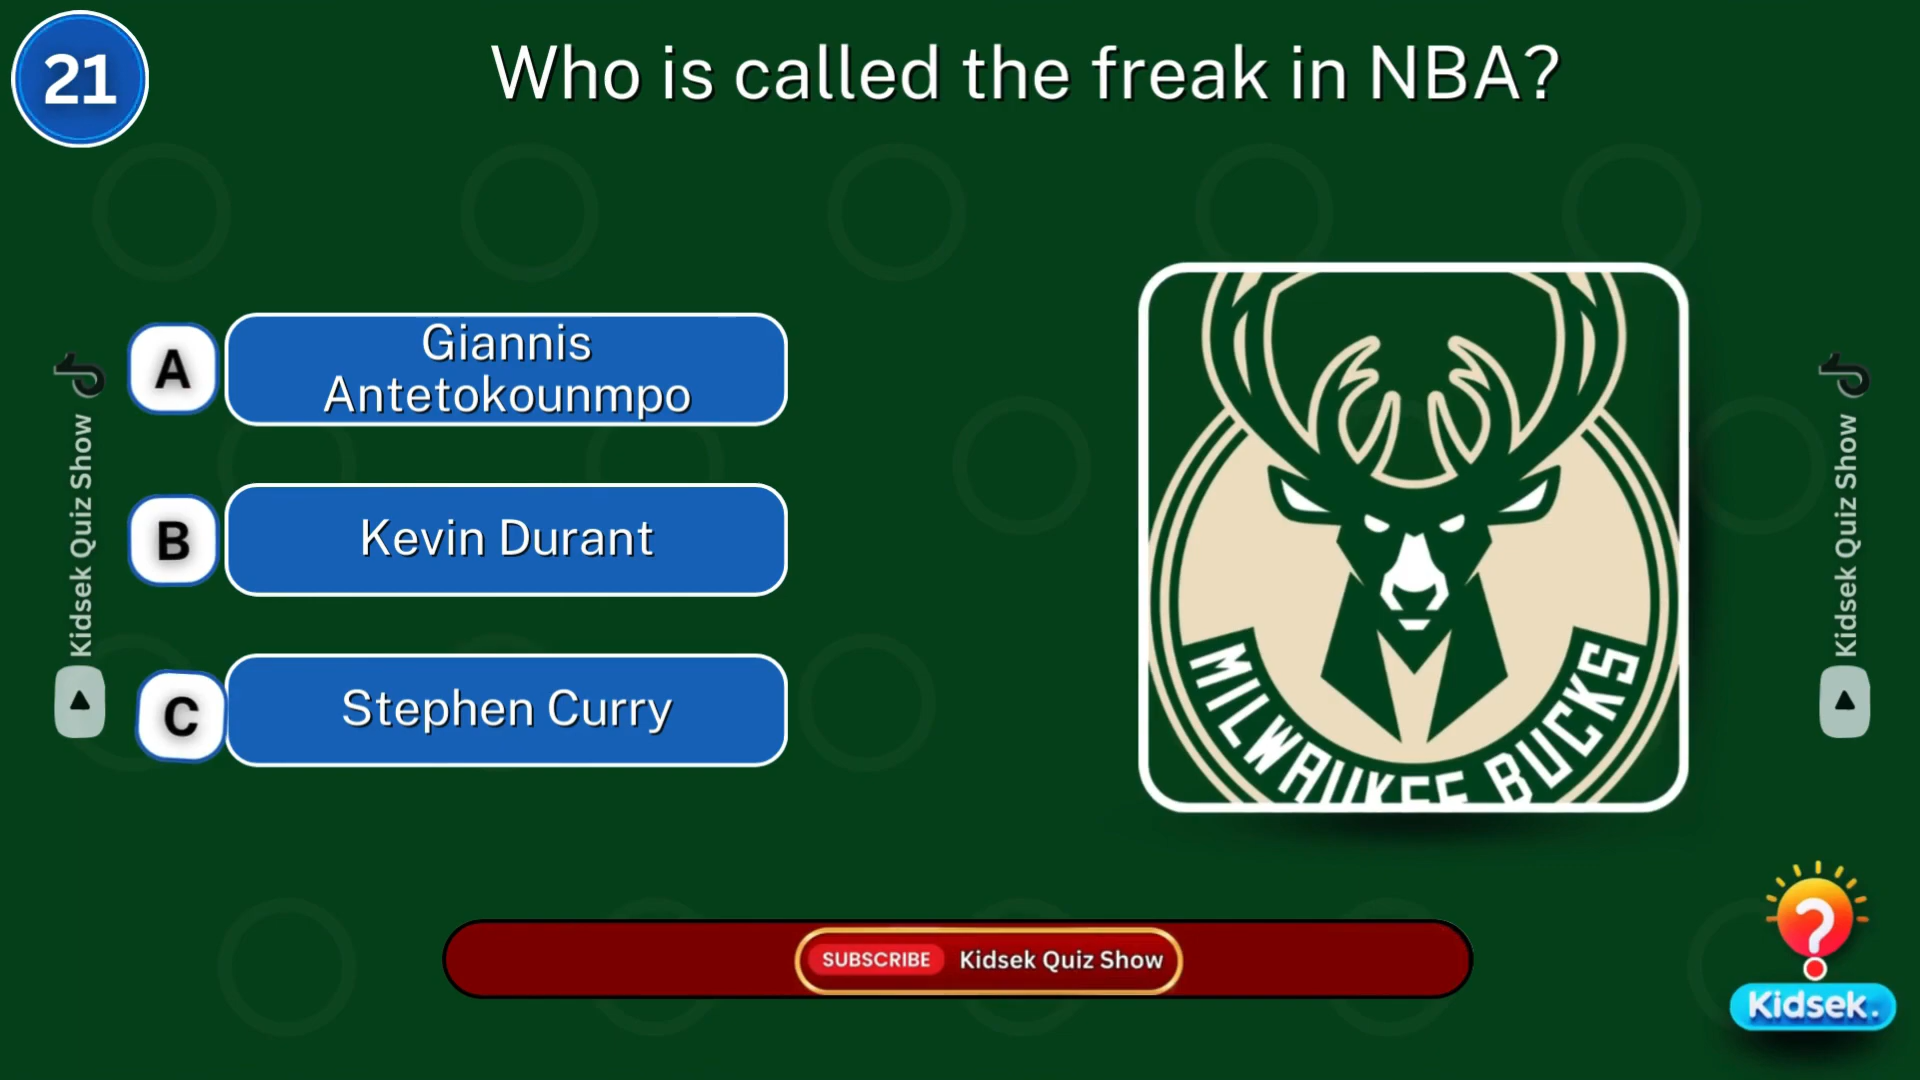 21
Who is called the freak in NBA?
A
Giannis
Antetokounmpo
B
Kevin Durant
C
Stephen Curry
Kidsek Quiz Show
MILWAUKEE BUCKS
Kidsek Quiz Show
SUBSCRIBE Kidsek Quiz Show
?
Kidsek.